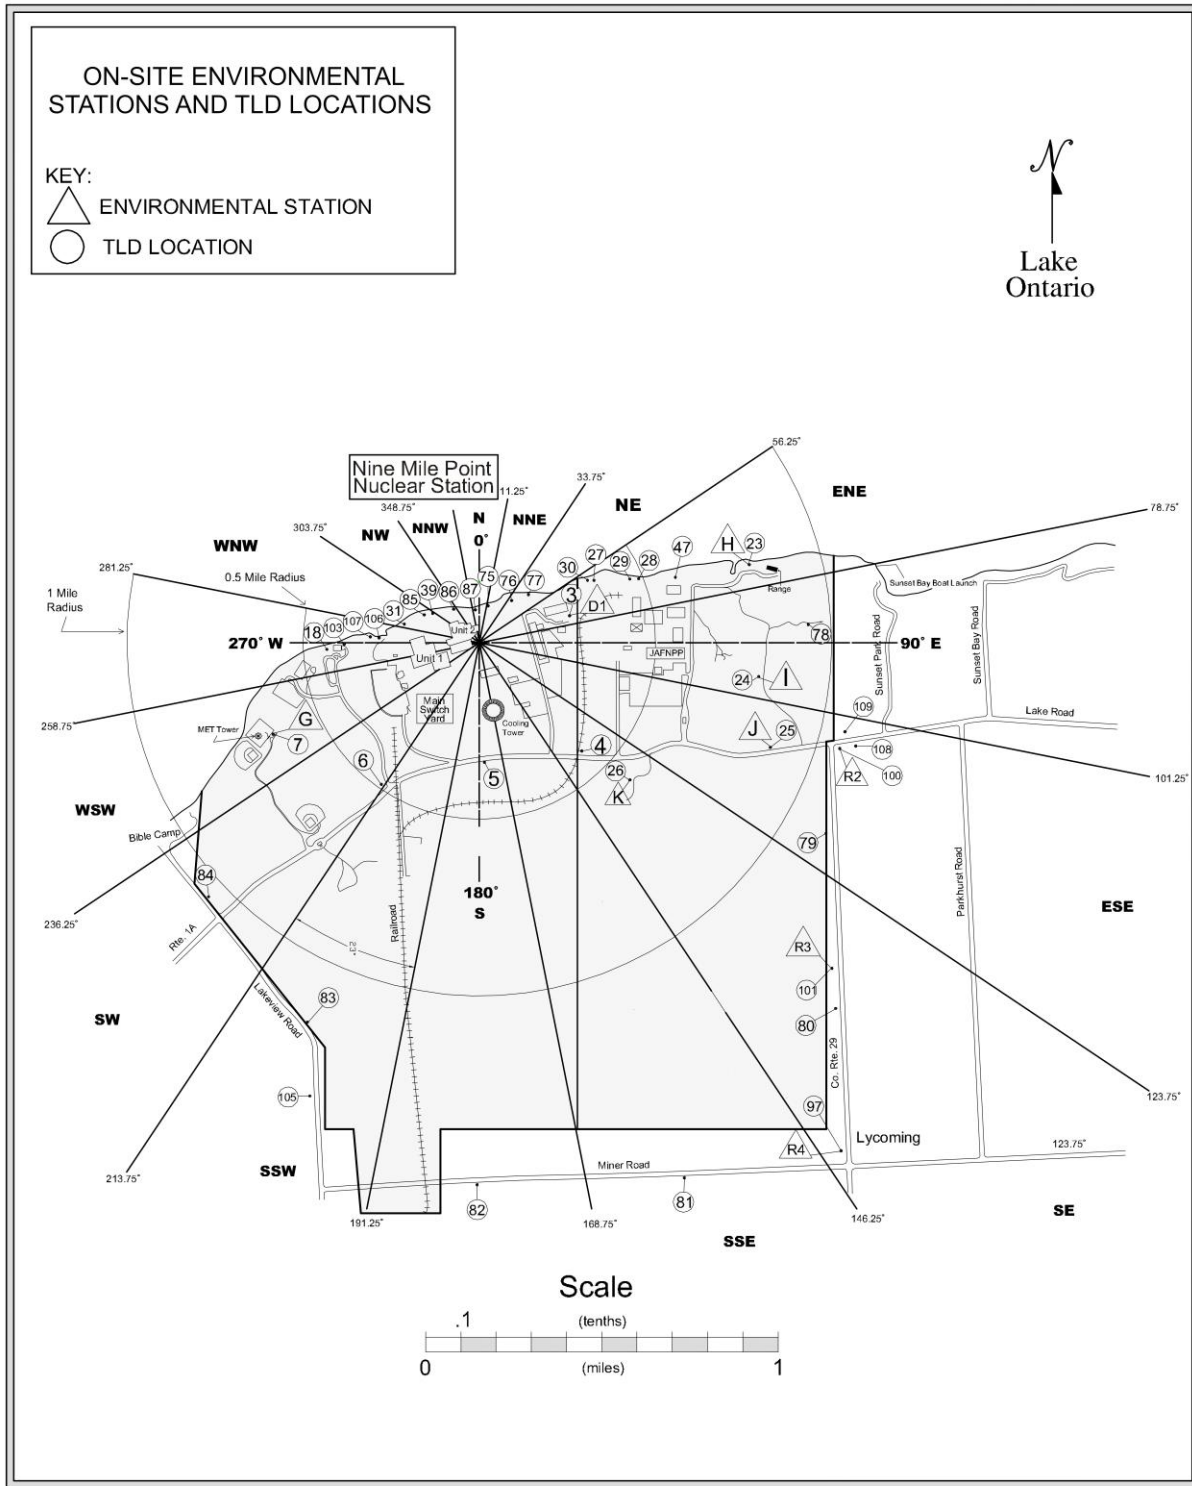 ON-SITE ENVIRONMENTAL
STATIONS AND TLD LOCATIONS
KEY:
ENVIRONMENTAL STATION
TLD LOCATION
N
Lake
Ontario
56.25°
Nine Mile Point
Nuclear Station
33.75°
11.25°
348.75°
303.75°
281.25°
78.75°
ENE
NE
NNE
N
0°
NNW
NW
WNW
0.5 Mile Radius
1 Mile
Radius
H
23
47
28
29
27
30
77
76
75
87
86
39
85
31
106
107
103
18
3
D1
Range
Sunset Bay Boat Launch
Unit 2
Unit 1
270° W
90° E
78
JAFNPP
24
I
Sunset Park Road
Sunset Bay Road
Main
Switch
Yard
Cooling
Tower
G
MET Tower
7
258.75°
J
25
109
Lake Road
108
100
R2
4
5
6
26
K
101.25°
WSW
Bible Camp
84
79
Parkhurst Road
180°
S
ESE
236.25°
Rte. 1A
Railroad
23°
R3
101
83
80
SW
Lakeview Road
Co. Rte. 29
105
97
123.75°
R4
Lycoming
123.75°
Miner Road
SSW
213.75°
82
81
191.25°
168.75°
146.25°
SE
SSE
Scale
.1
(tenths)
0
(miles)
1